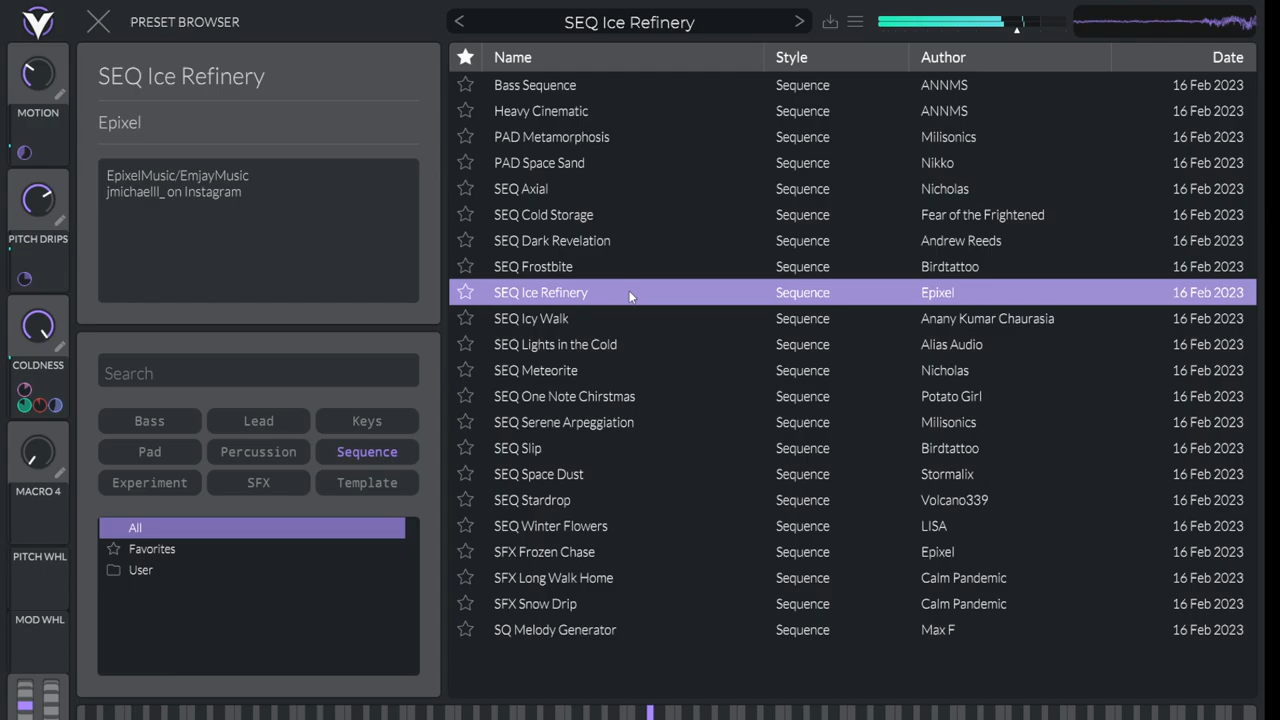 PRESET BROWSER
SEQ Ice Refinery
MOTION
PITCH DRIPS
COLDNESS
MACRO 4
PITCH WHL
MOD WHL
SEQ Ice Refinery
Epixel
EpixelMusic/EmjayMusic
jmichaelll_ on Instagram
Search
Bass Lead Keys
Pad Percussion Sequence
Experiment SFX Template
All
Favorites
User
Name Style Author Date
Bass Sequence Sequence ANNMS 16 Feb 2023
Heavy Cinematic Sequence ANNMS 16 Feb 2023
PAD Metamorphosis Sequence Milisonics 16 Feb 2023
PAD Space Sand Sequence Nikko 16 Feb 2023
SEQ Axial Sequence Nicholas 16 Feb 2023
SEQ Cold Storage Sequence Fear of the Frightened 16 Feb 2023
SEQ Dark Revelation Sequence Andrew Reeds 16 Feb 2023
SEQ Frostbite Sequence Birdtattoo 16 Feb 2023
SEQ Ice Refinery Sequence Epixel 16 Feb 2023
SEQ Icy Walk Sequence Anany Kumar Chaurasia 16 Feb 2023
SEQ Lights in the Cold Sequence Alias Audio 16 Feb 2023
SEQ Meteorite Sequence Nicholas 16 Feb 2023
SEQ One Note Chirstmas Sequence Potato Girl 16 Feb 2023
SEQ Serene Arpeggiation Sequence Milisonics 16 Feb 2023
SEQ Slip Sequence Birdtattoo 16 Feb 2023
SEQ Space Dust Sequence Stormalix 16 Feb 2023
SEQ Stardrop Sequence Volcano339 16 Feb 2023
SEQ Winter Flowers Sequence LISA 16 Feb 2023
SFX Frozen Chase Sequence Epixel 16 Feb 2023
SFX Long Walk Home Sequence Calm Pandemic 16 Feb 2023
SFX Snow Drip Sequence Calm Pandemic 16 Feb 2023
SQ Melody Generator Sequence Max F 16 Feb 2023